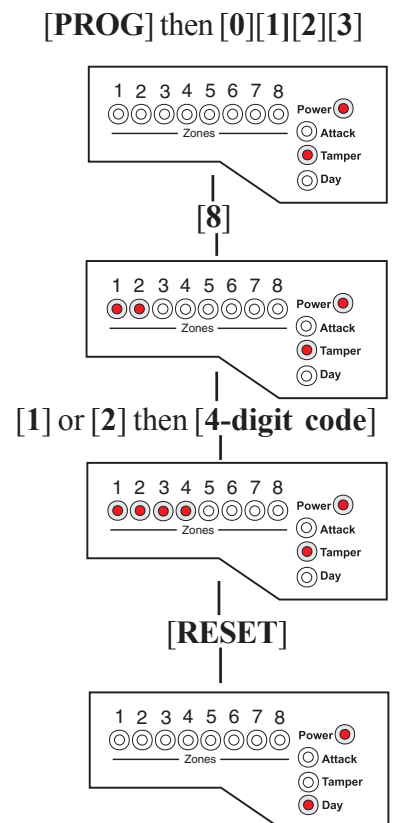 [PROG] then [0][1][2][3]
1 2 3 4 5 6 7 8
Power
Attack
Zones
Tamper
Day
[8]
1 2 3 4 5 6 7 8
Power
Attack
Zones
Tamper
Day
[1] or [2] then [4-digit code]
1 2 3 4 5 6 7 8
Power
Attack
Zones
Tamper
Day
[RESET]
1 2 3 4 5 6 7 8
Power
Attack
Zones
Tamper
Day